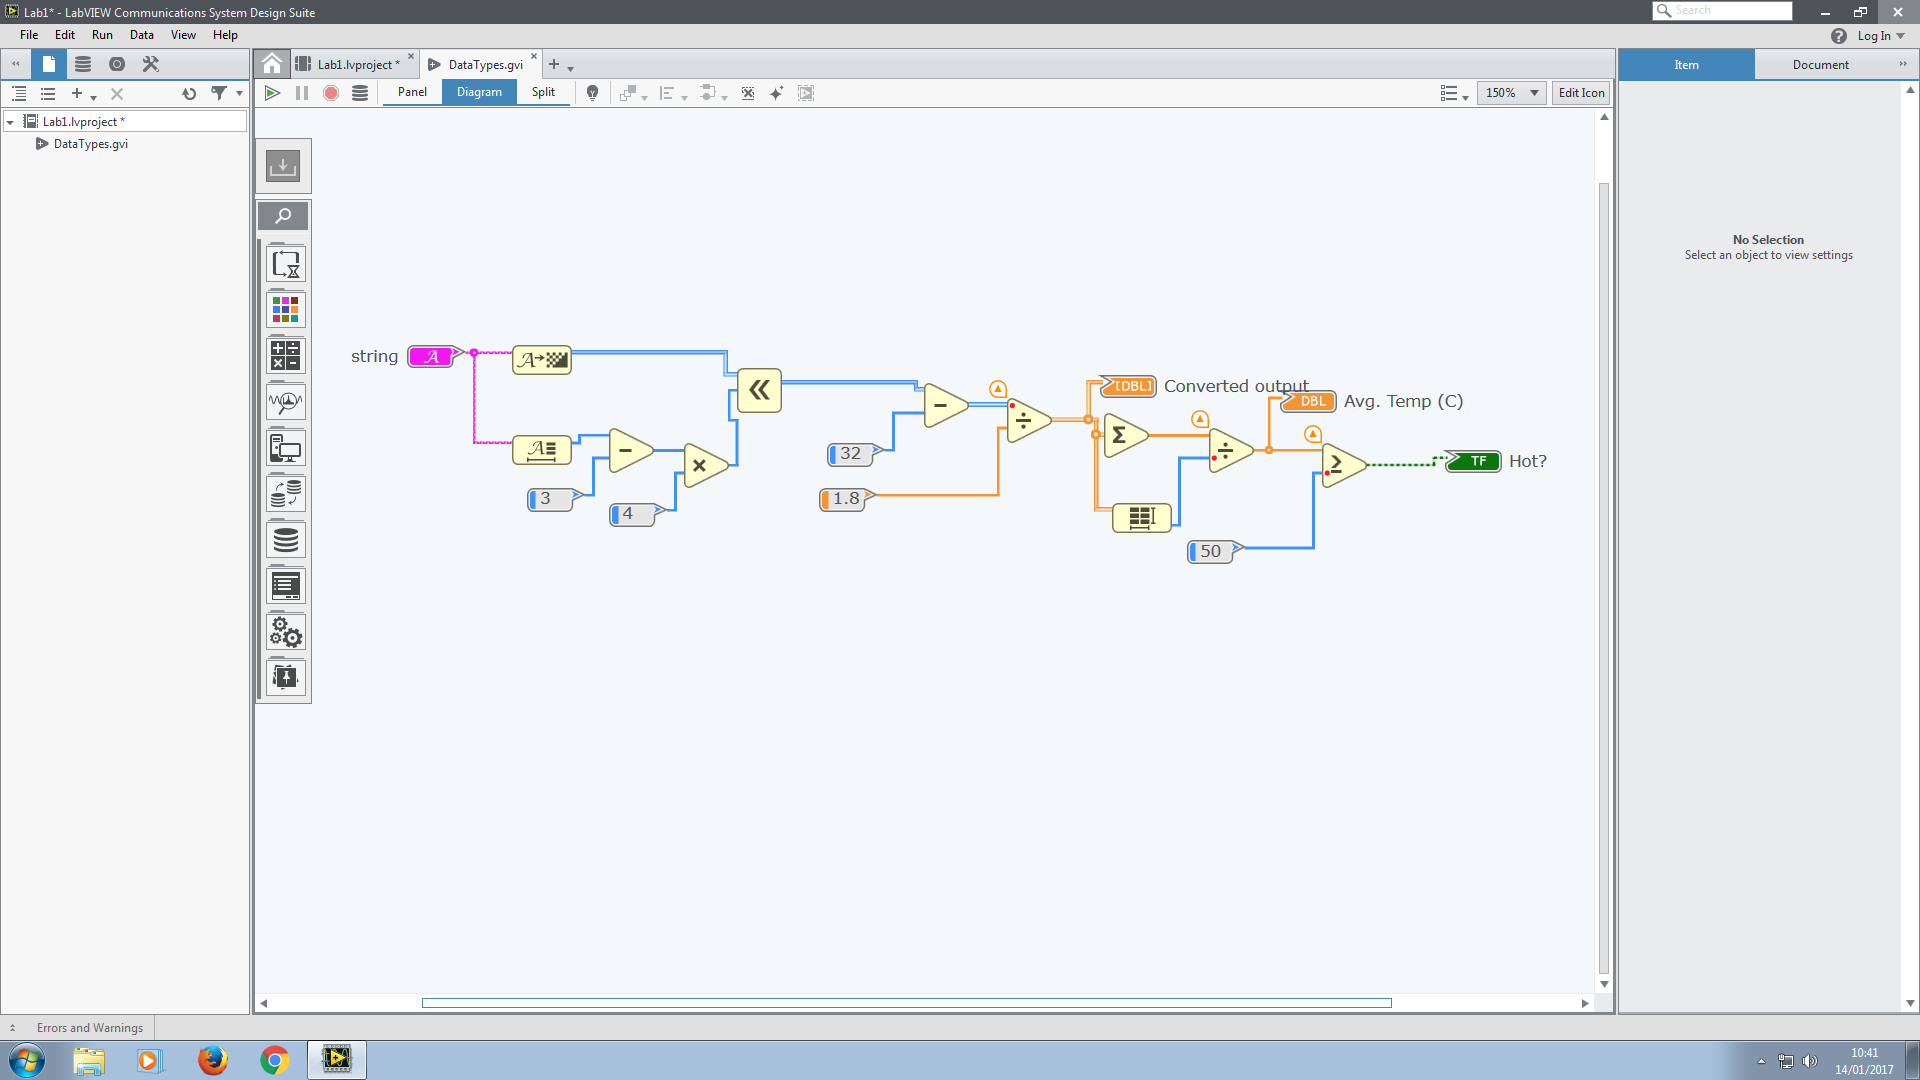 Lab1* - LabVIEW Communications System Design Suite
Search
File Edit Run Data View Help
Log In
Lab1.lvproject *
DataTypes.gvi
Item
Document
Panel
Diagram
Split
150%
Edit Icon
Lab1.lvproject *
DataTypes.gvi
No Selection
Select an object to view settings
string
A
A
A
3
4
32
1.8
[DBL]
Converted output
DBL
Avg. Temp (C)
Σ
50
TF
Hot?
Errors and Warnings
10:41
14/01/2017